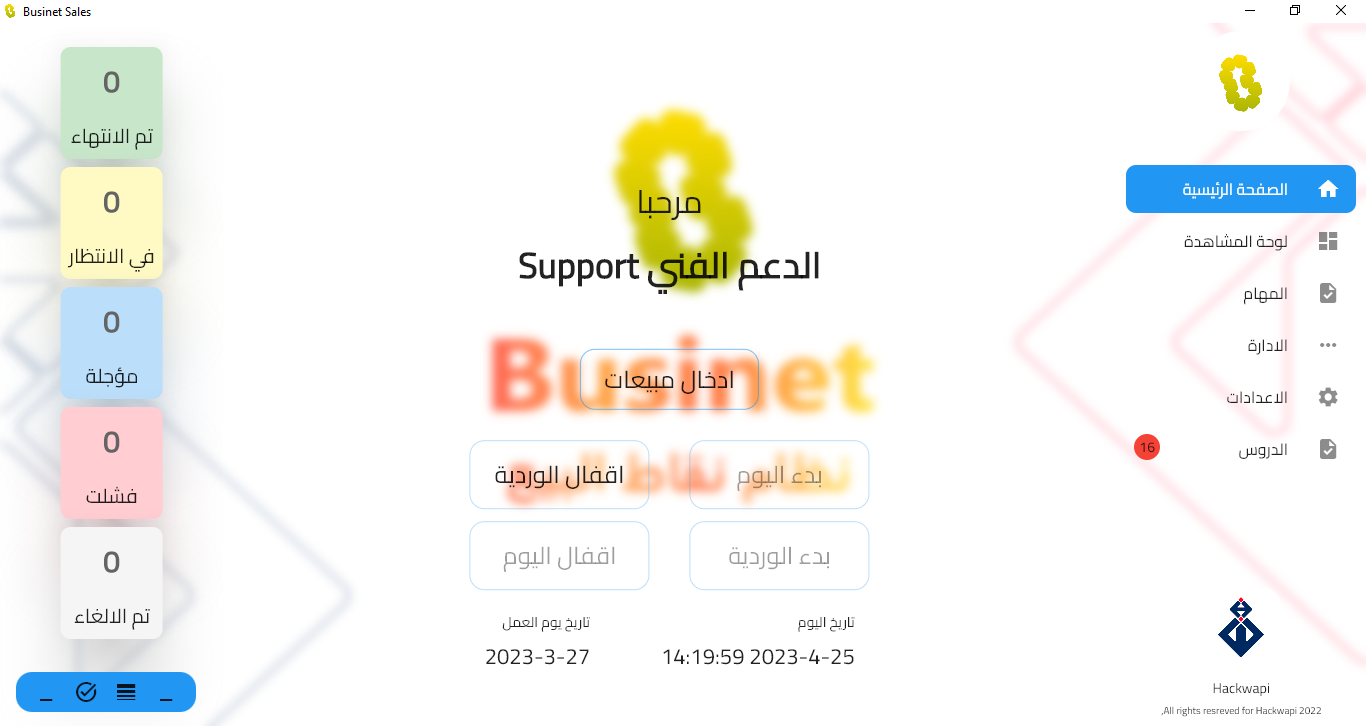 Businet Sales
الصفحة الرئيسية
لوحة المشاهدة
المهام
الادارة
الاعدادات
الدروس
16
Hackwapi
,All rights resreved for Hackwapi 2022
مرحبا
الدعم الفني Support
Businet
ادخال مبيعات
نظام نقاط البيع
بدء اليوم
اقفال الوردية
بدء الوردية
اقفال اليوم
تاريخ اليوم
14:19:59 2023-4-25
تاريخ يوم العمل
2023-3-27
0
تم الانتهاء
0
في الانتظار
0
مؤجلة
0
فشلت
0
تم الالغاء